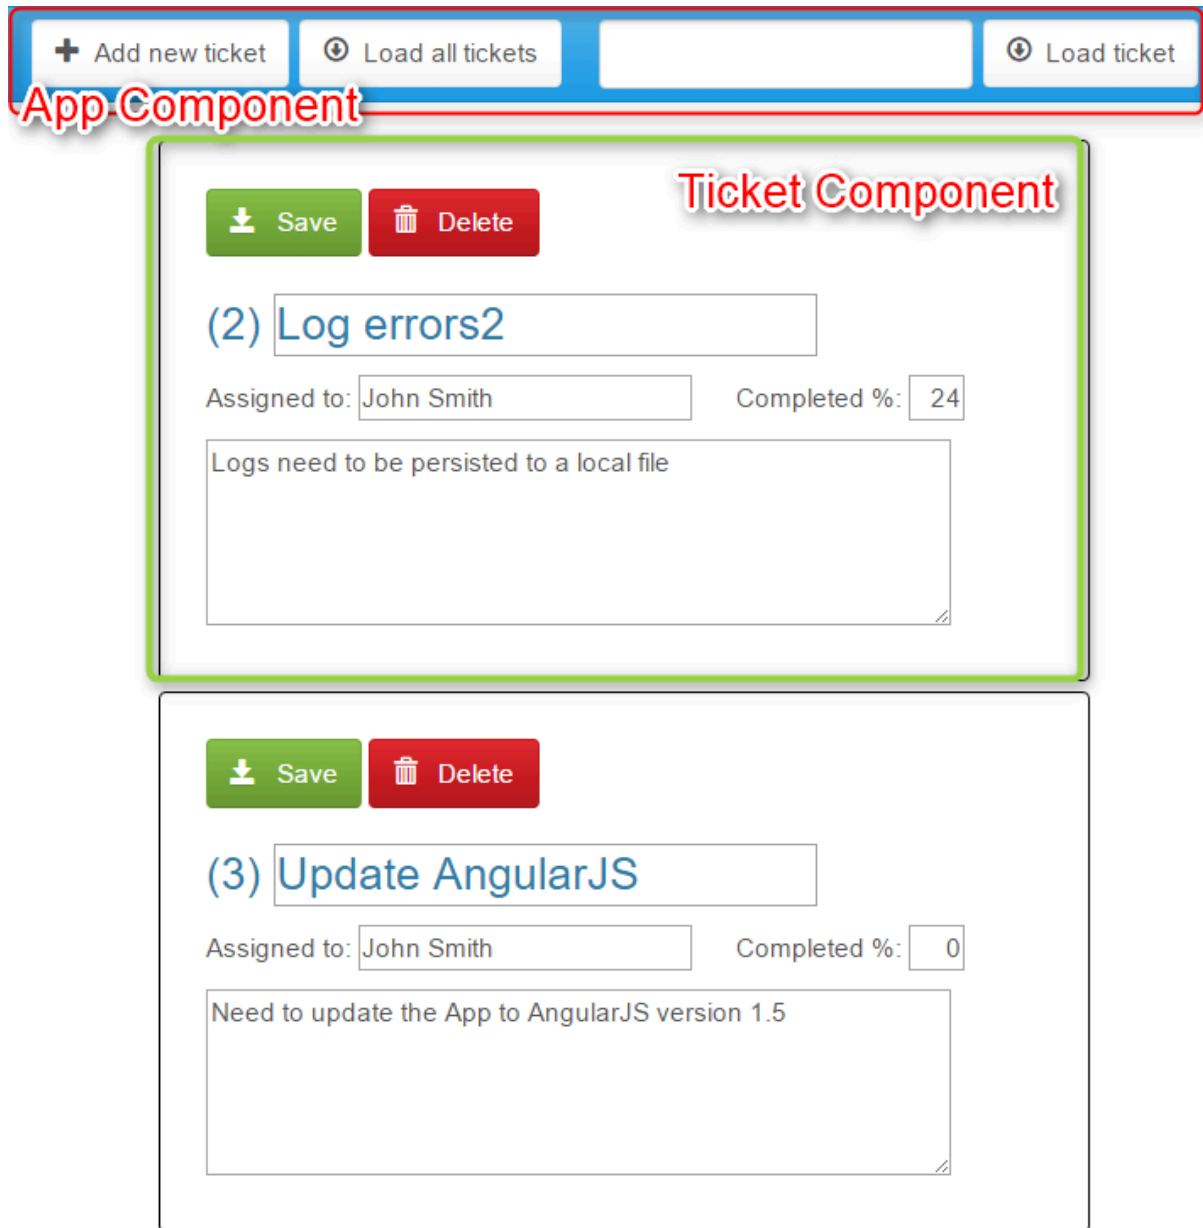 Add new ticket Load all tickets Load ticket
App Component
Ticket Component
Save Delete
(2) Log errors2
Assigned to: John Smith Completed %: 24
Logs need to be persisted to a local file
Save Delete
(3) Update AngularJS
Assigned to: John Smith Completed %: 0
Need to update the App to AngularJS version 1.5